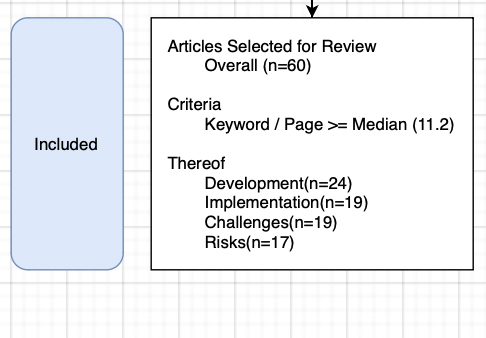 Included
Articles Selected for Review
Overall (n=60)
Criteria
Keyword / Page >= Median (11.2)
Thereof
Development(n=24)
Implementation(n=19)
Challenges(n=19)
Risks(n=17)